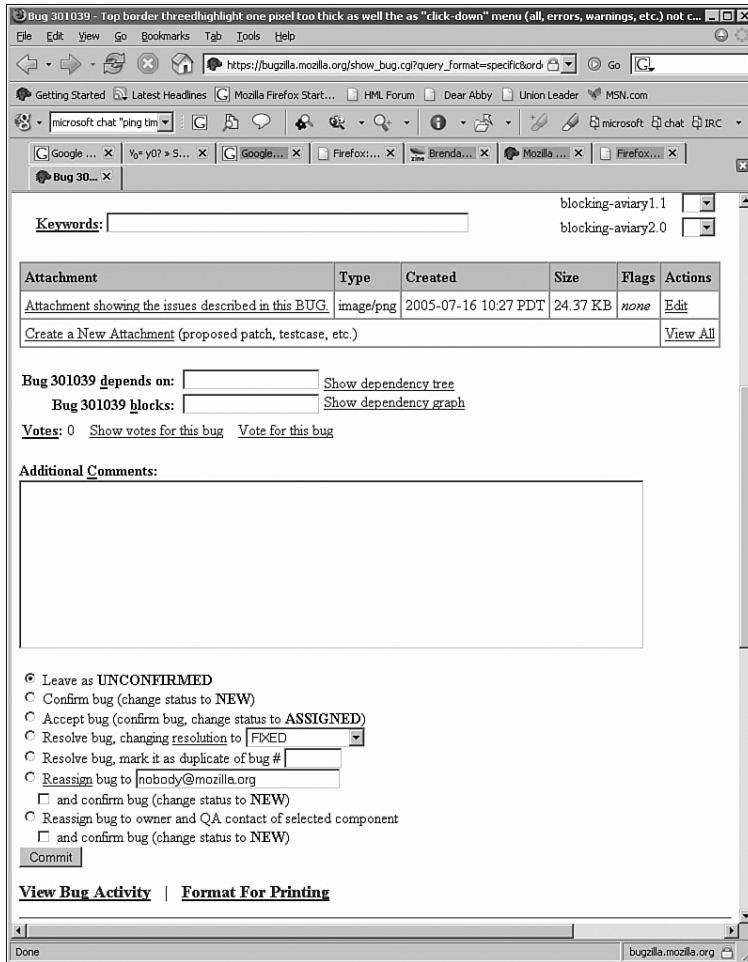 Bug 301039 - Top border threedhighlight one pixel too thick as well the as "click-down" menu (all, errors, warnings, etc.) not c...
File Edit View Go Bookmarks Tab Tools Help
https://bugzilla.mozilla.org/show_bug.cgi?query_format=specific&ord Go G
Getting Started Latest Headlines Mozilla Firefox Start... HML Forum Dear Abby Union Leader MSN.com
microsoft chat "ping tim G microsoft chat IRC
Google ... Y₀= y0? » S... Google... Firefox:... Brenda... Mozilla ... Firefox...
Bug 30...
blocking-aviary1.1
Keywords:
blocking-aviary2.0
Attachment Type Created Size Flags Actions
Attachment showing the issues described in this BUG. image/png 2005-07-16 10:27 PDT 24.37 KB none Edit
Create a New Attachment (proposed patch, testcase, etc.) View All
Bug 301039 depends on: Show dependency tree
Bug 301039 blocks: Show dependency graph
Votes: 0 Show votes for this bug Vote for this bug
Additional Comments:
Leave as UNCONFIRMED
Confirm bug (change status to NEW)
Accept bug (confirm bug, change status to ASSIGNED)
Resolve bug, changing resolution to FIXED
Resolve bug, mark it as duplicate of bug #
Reassign bug to nobody@mozilla.org
and confirm bug (change status to NEW)
Reassign bug to owner and QA contact of selected component
and confirm bug (change status to NEW)
Commit
View Bug Activity | Format For Printing
Done bugzilla.mozilla.org